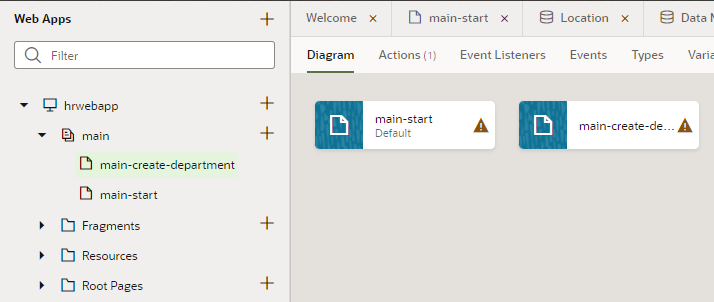 Web Apps
Filter
hrwebapp
main
main-create-department
main-start
Fragments
Resources
Root Pages
Welcome × main-start × Location × Data M
Diagram Actions (1) Event Listeners Events Types Varia
main-start
Default
main-create-de...